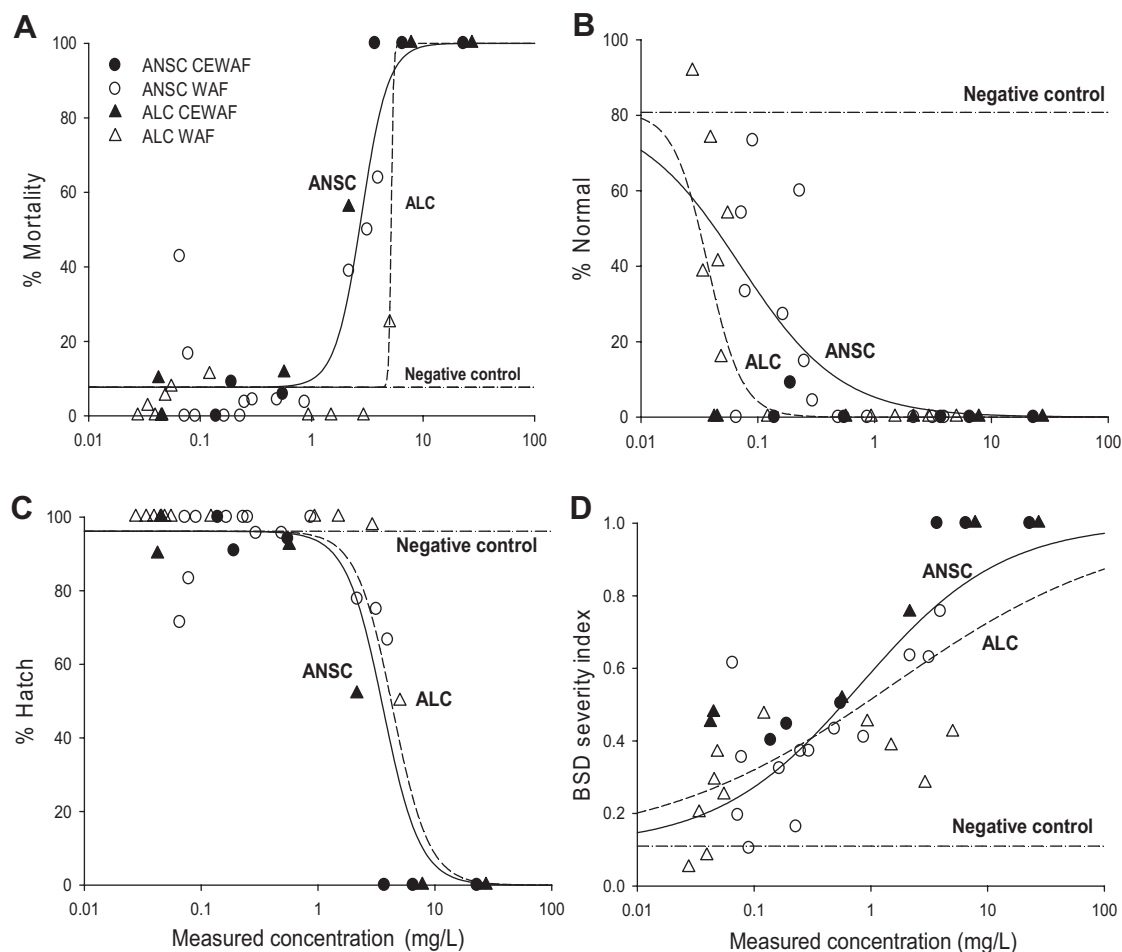 A
% Mortality
100
80
60
40
20
0
0.01 0.1 1 10 100
ANSC CEWAF
ANSC WAF
ALC CEWAF
ALC WAF
ANSC
ALC
Negative control
B
% Normal
100
80
60
40
20
0
0.01 0.1 1 10 100
Negative control
ALC
ANSC
C
% Hatch
100
80
60
40
20
0
0.01 0.1 1 10 100
Measured concentration (mg/L)
Negative control
ANSC
ALC
D
BSD severity index
1.0
0.8
0.6
0.4
0.2
0.0
0.01 0.1 1 10 100
Measured concentration (mg/L)
ANSC
ALC
Negative control